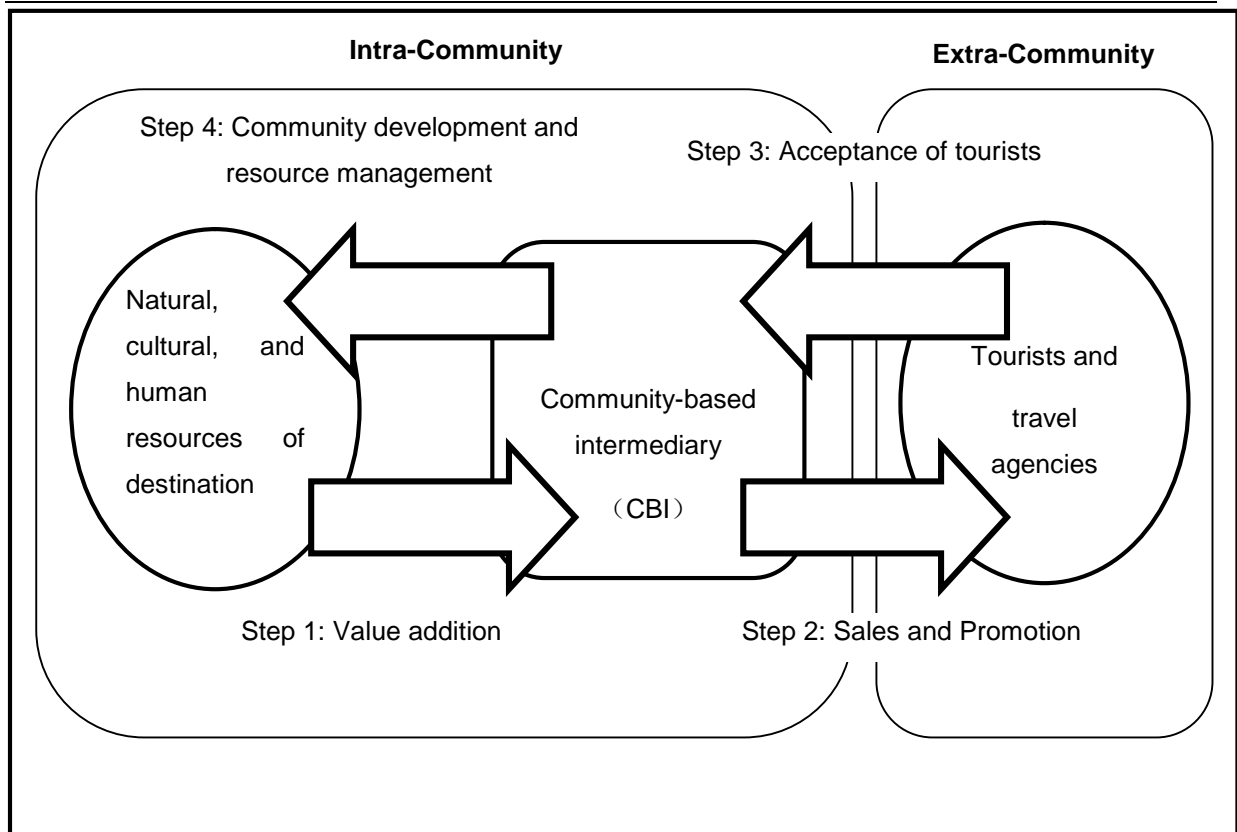 Intra-Community
Extra-Community
Step 4: Community development and
resource management
Step 3: Acceptance of tourists
Natural,
cultural, and
human
resources of
destination
Community-based
intermediary
（CBI）
Tourists and
travel
agencies
Step 1: Value addition
Step 2: Sales and Promotion